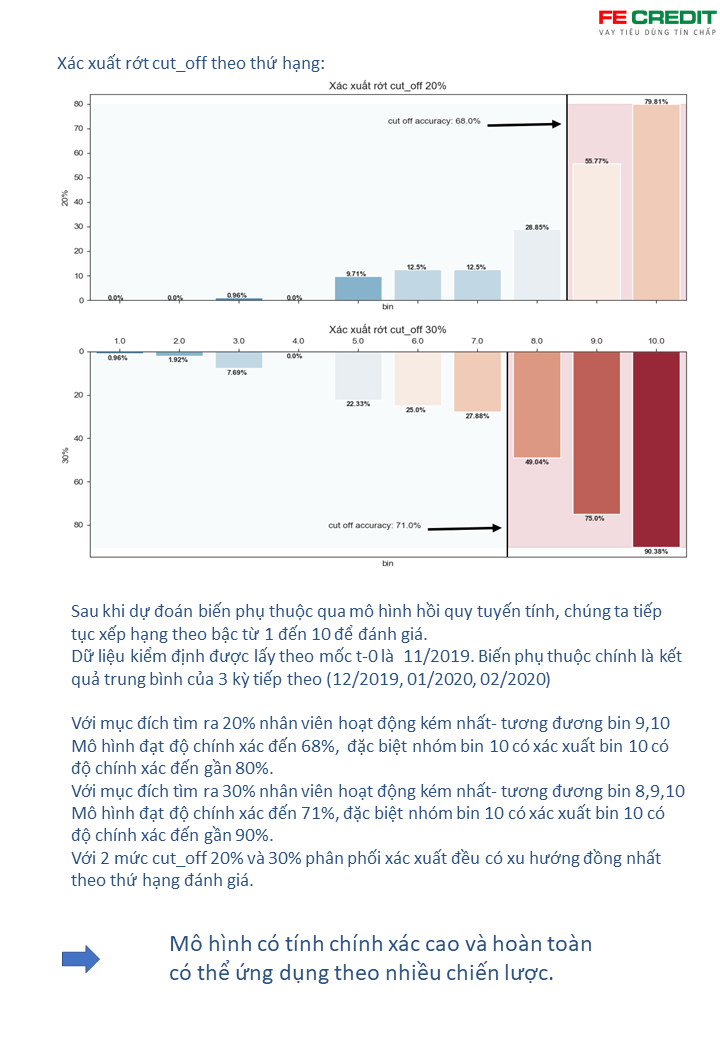 FE CREDIT
VAY TIÊU DÙNG TÍN CHẤP
Xác xuất rớt cut_off theo thứ hạng:
Xác xuất rớt cut_off 20%
80
70
60
50
40
30
20
10
0
20%
cut off accuracy: 68.0%
0.0%
0.0%
0.96%
0.0%
9.71%
12.5%
12.5%
28.85%
55.77%
79.81%
bin
Xác xuất rớt cut_off 30%
1.0 2.0 3.0 4.0 5.0 6.0 7.0 8.0 9.0 10.0
0
20
40
60
80
30%
0.96%
1.92%
7.69%
0.0%
22.33%
25.0%
27.88%
49.04%
75.0%
90.38%
cut off accuracy: 71.0%
bin
Sau khi dự đoán biến phụ thuộc qua mô hình hồi quy tuyến tính, chúng ta tiếp
tục xếp hạng theo bậc từ 1 đến 10 để đánh giá.
Dữ liệu kiểm định được lấy theo mốc t-0 là 11/2019. Biến phụ thuộc chính là kết
quả trung bình của 3 kỳ tiếp theo (12/2019, 01/2020, 02/2020)
Với mục đích tìm ra 20% nhân viên hoạt động kém nhất- tương đương bin 9,10
Mô hình đạt độ chính xác đến 68%, đặc biệt nhóm bin 10 có xác xuất bin 10 có
độ chính xác đến gần 80%.
Với mục đích tìm ra 30% nhân viên hoạt động kém nhất- tương đương bin 8,9,10
Mô hình đạt độ chính xác đến 71%, đặc biệt nhóm bin 10 có xác xuất bin 10 có
độ chính xác đến gần 90%.
Với 2 mức cut_off 20% và 30% phân phối xác xuất đều có xu hướng đồng nhất
theo thứ hạng đánh giá.
Mô hình có tính chính xác cao và hoàn toàn
có thể ứng dụng theo nhiều chiến lược.